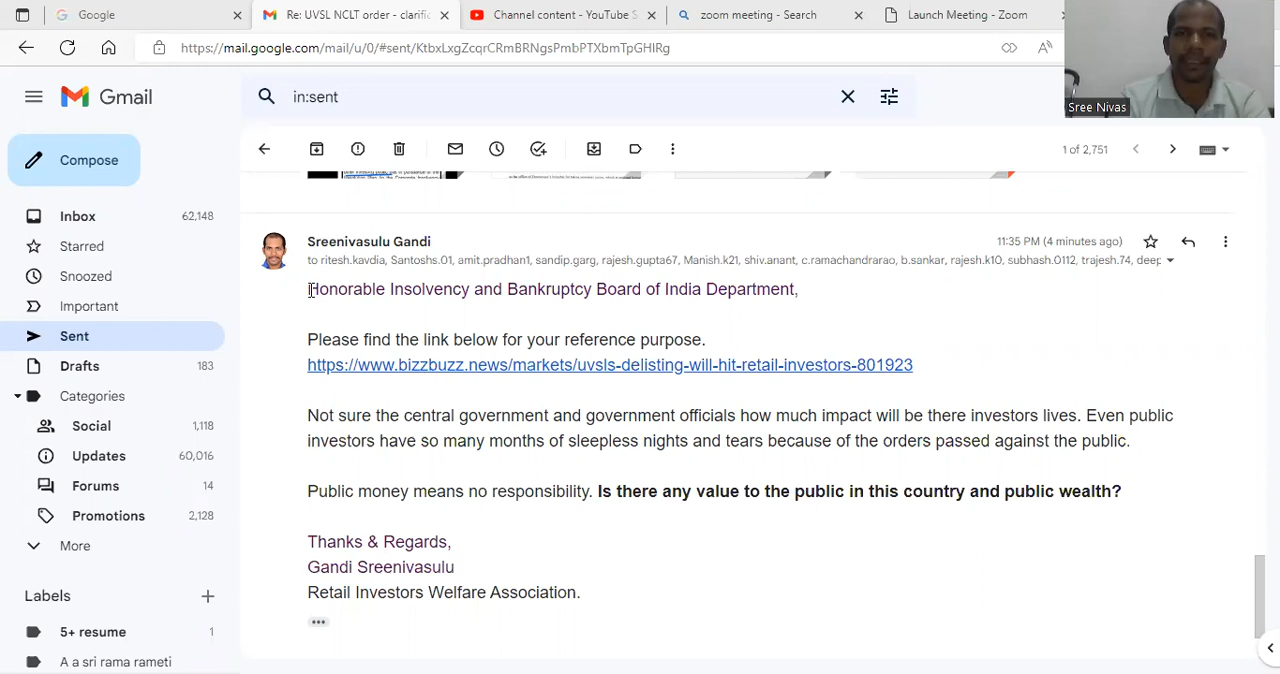 Google
Re: UVSL NCLT order - clarific
Channel content - YouTube S
zoom meeting - Search
Launch Meeting - Zoom
https://mail.google.com/mail/u/0/#sent/KtbxLxgZcqrCRmBRNgsPmbPTXbmTpGHlRg
Sree Nivas
Gmail
in:sent
Compose
1 of 2,751
Inbox 62,148
Starred
Snoozed
Important
Sent
Drafts 183
Categories
Social 1,118
Updates 60,016
Forums 14
Promotions 2,128
More
Labels
5+ resume 1
A a sri rama rameti
Sreenivasulu Gandi
11:35 PM (4 minutes ago)
to ritesh.kavdia, Santoshs.01, amit.pradhan1, sandip.garg, rajesh.gupta67, Manish.k21, shiv.anant, c.ramachandrarao, b.sankar, rajesh.k10, subhash.0112, trajesh.74, deep
Honorable Insolvency and Bankruptcy Board of India Department,
Please find the link below for your reference purpose.
https://www.bizzbuzz.news/markets/uvsls-delisting-will-hit-retail-investors-801923
Not sure the central government and government officials how much impact will be there investors lives. Even public
investors have so many months of sleepless nights and tears because of the orders passed against the public.
Public money means no responsibility. Is there any value to the public in this country and public wealth?
Thanks & Regards,
Gandi Sreenivasulu
Retail Investors Welfare Association.